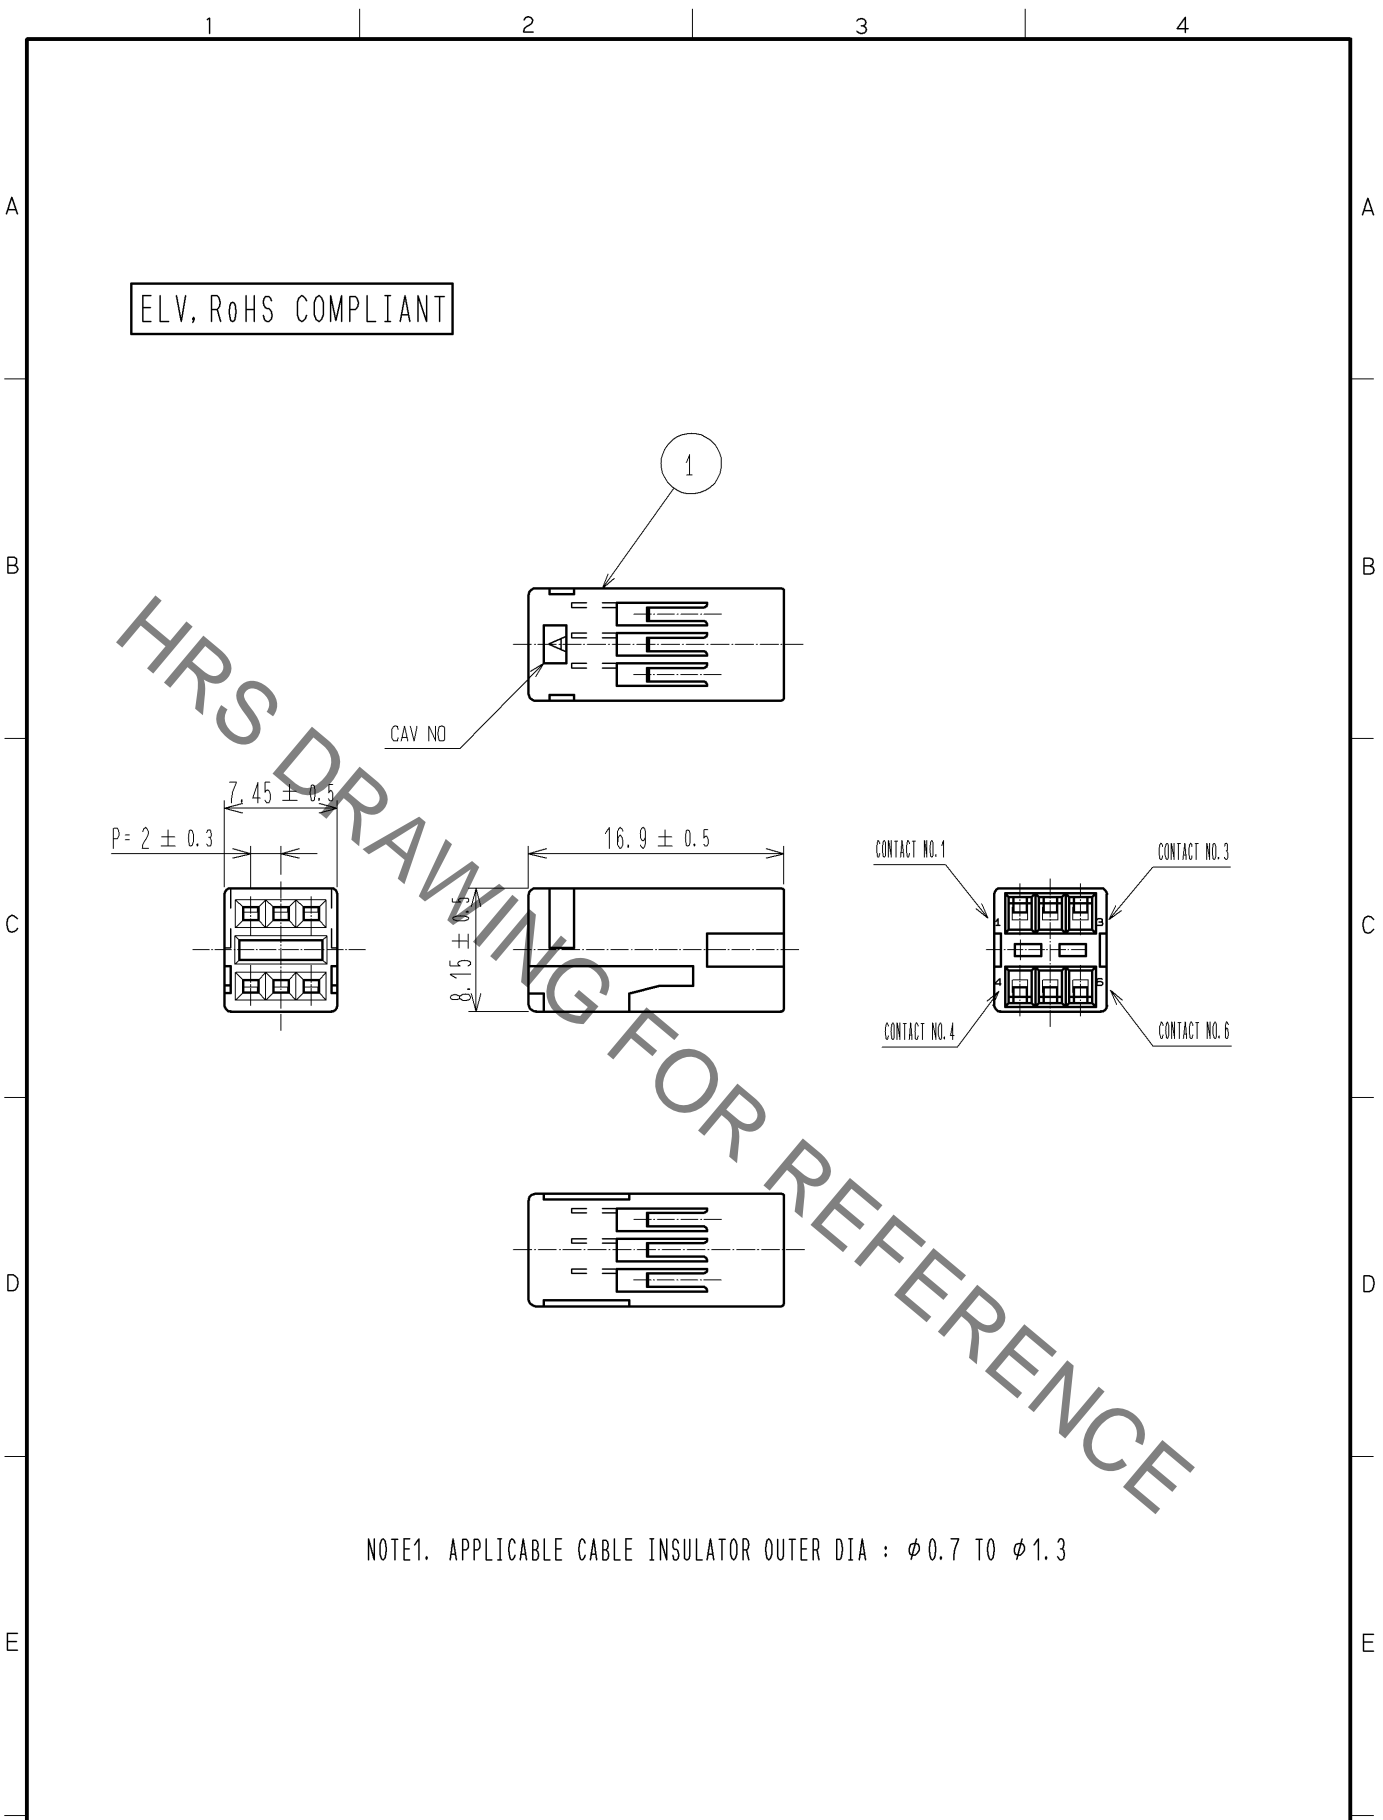 1 2 3 4
A A
ELV, RoHS COMPLIANT
1
B B
CAV NO
A
7.45 ± 0.5
P= 2 ± 0.3
16.9 ± 0.5
8.15 ± 0.5
CONTACT NO.1
CONTACT NO.3
1 3
C C
4 6
CONTACT NO.4
CONTACT NO.6
HRS DRAWING FOR REFERENCE
D D
NOTE1. APPLICABLE CABLE INSULATOR OUTER DIA : φ0.7 TO φ1.3
E E